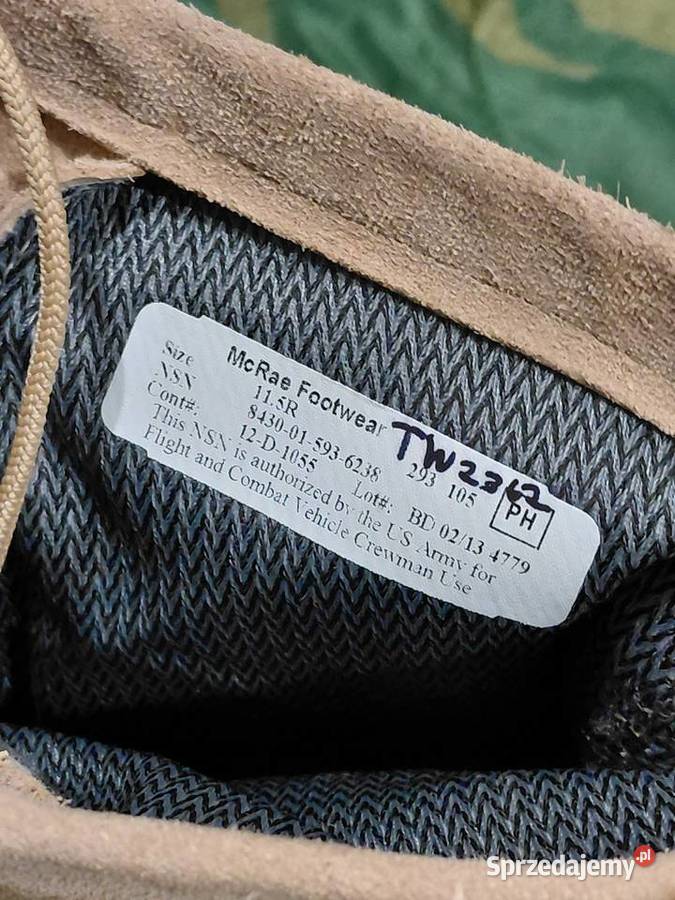 McRae Footwear
Size 11.5R 293 105
NSN 8430-01-593-6238
Cont#: 12-D-1055 Lot#: BD 02/13 4779
This NSN is authorized by the US Army for
Flight and Combat Vehicle Crewman Use
TW2362
PH
Sprzedajemy.pl